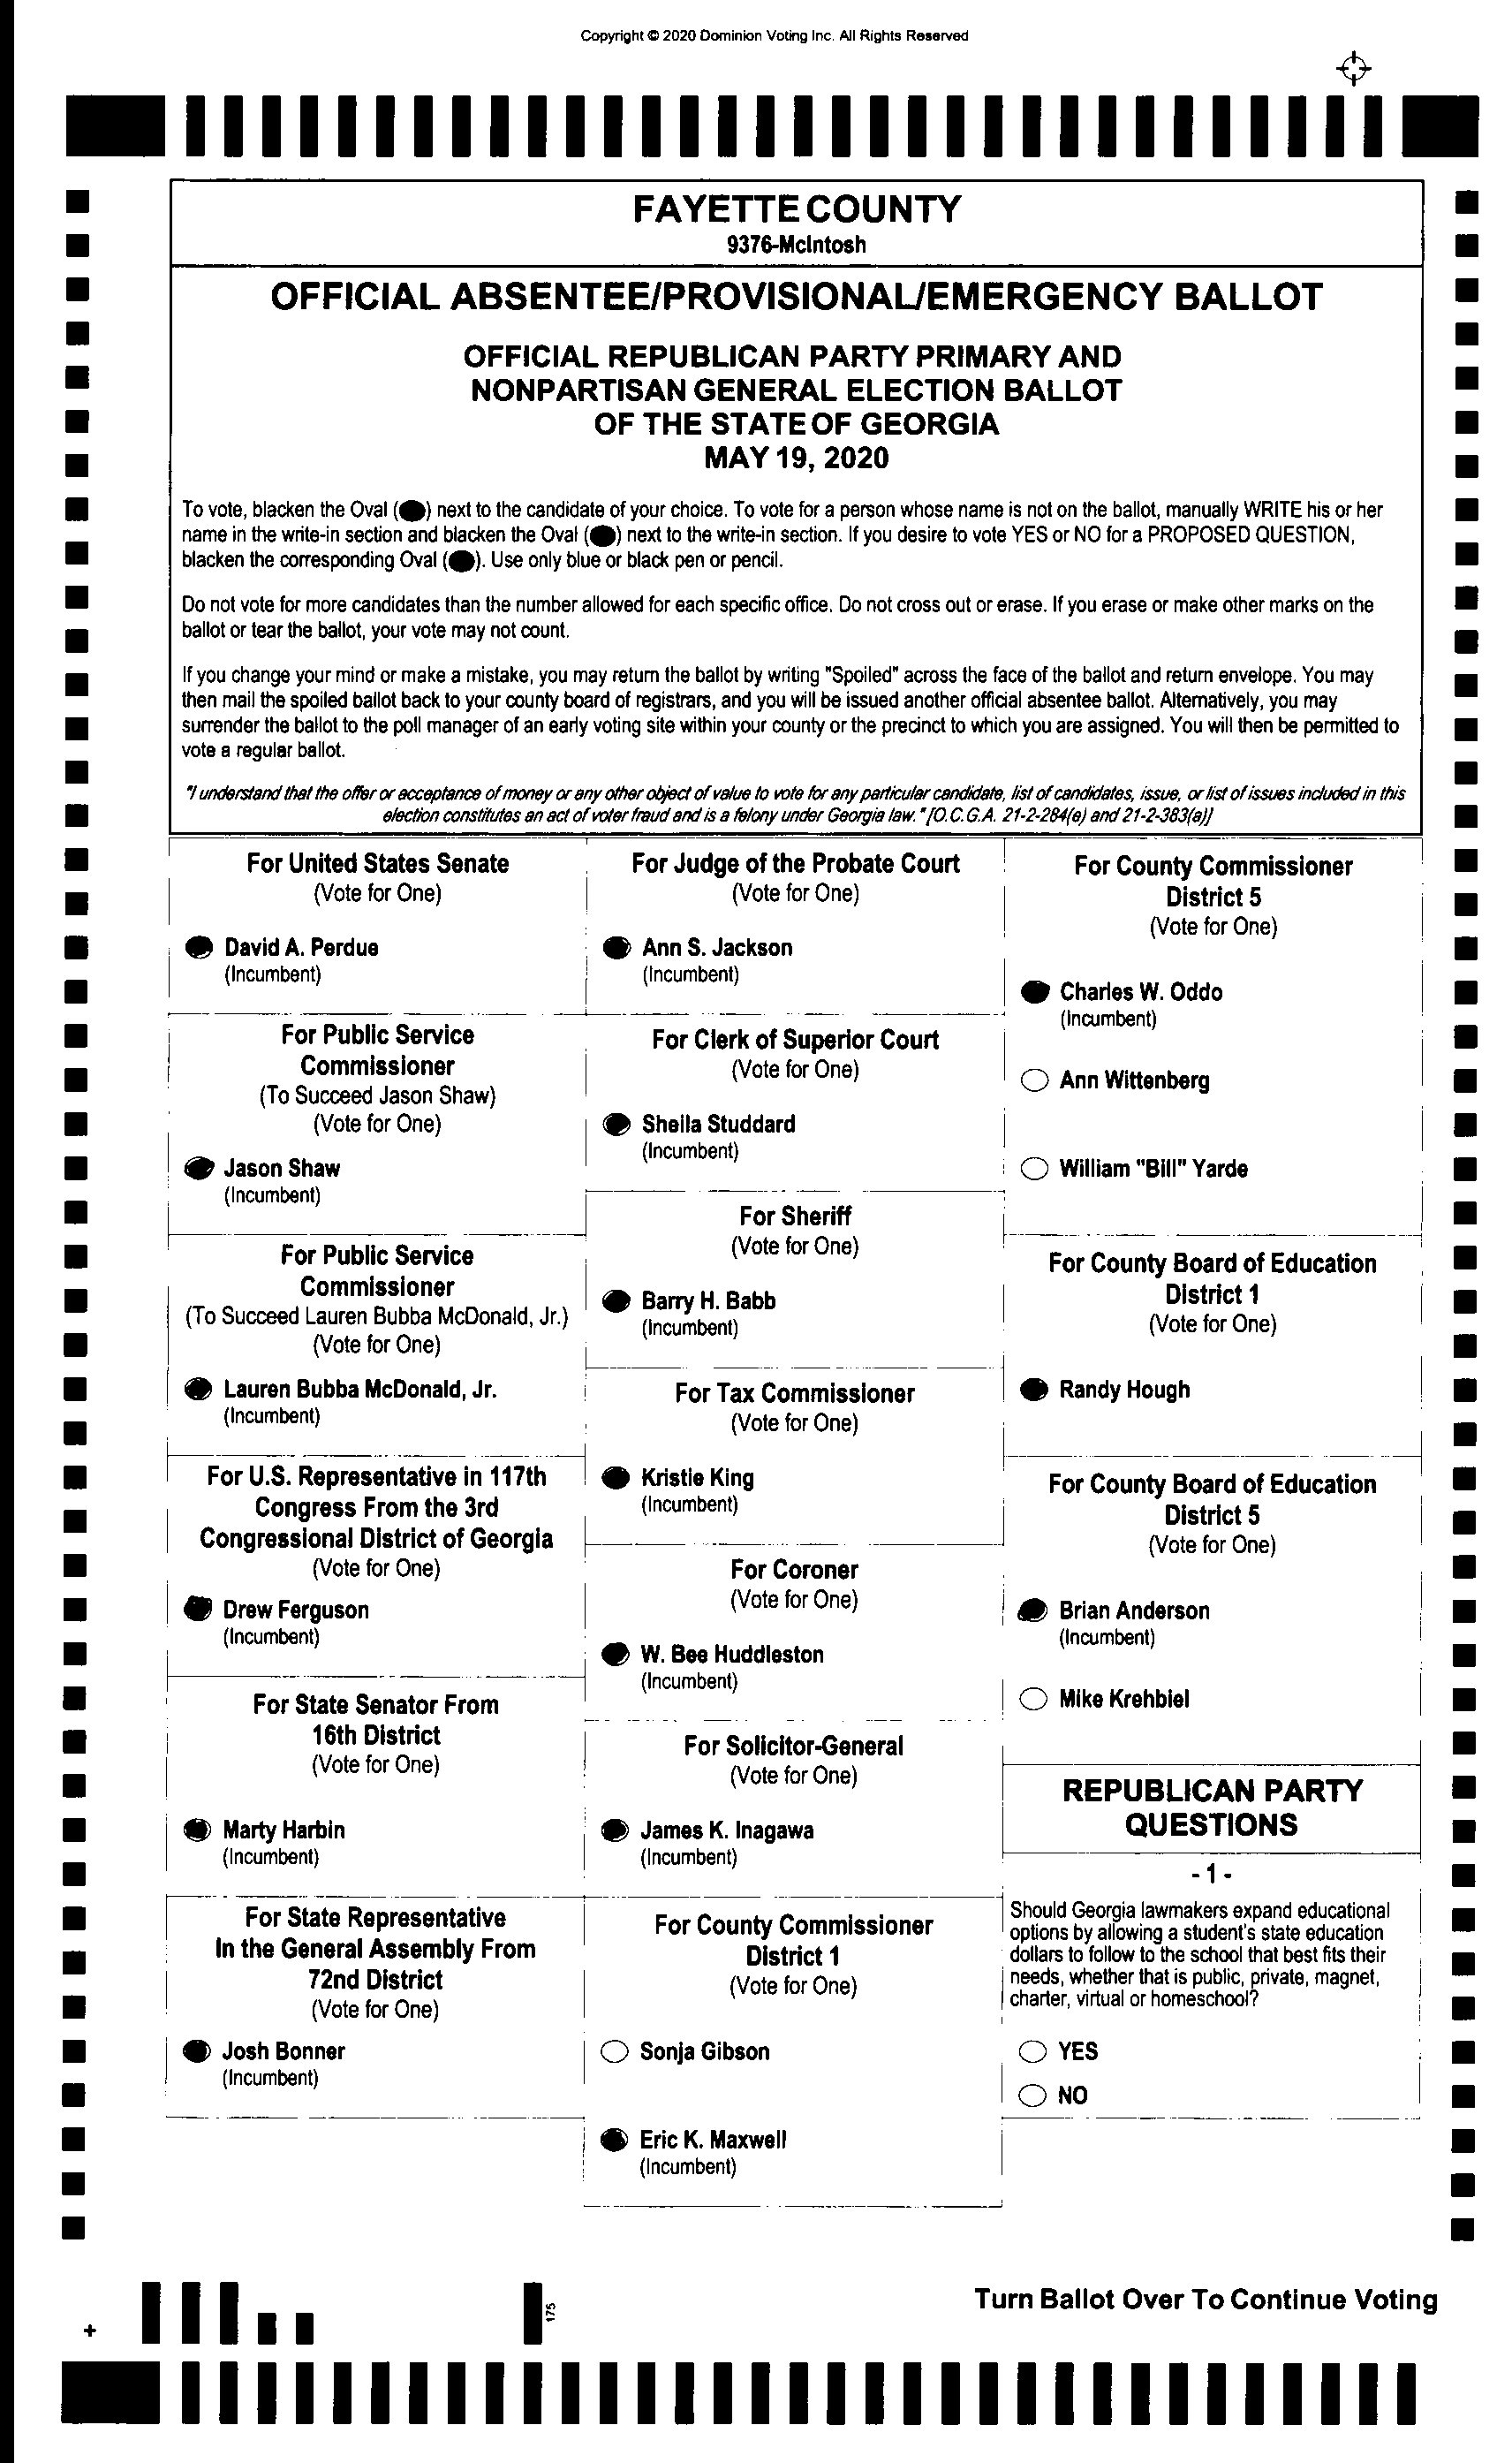 Copyright © 2020 Dominion Voting Inc. All Rights Reserved
FAYETTE COUNTY
9376-McIntosh
OFFICIAL ABSENTEE/PROVISIONAL/EMERGENCY BALLOT
OFFICIAL REPUBLICAN PARTY PRIMARY AND
NONPARTISAN GENERAL ELECTION BALLOT
OF THE STATE OF GEORGIA
MAY 19, 2020
To vote, blacken the Oval (●) next to the candidate of your choice. To vote for a person whose name is not on the ballot, manually WRITE his or her
name in the write-in section and blacken the Oval (●) next to the write-in section. If you desire to vote YES or NO for a PROPOSED QUESTION,
blacken the corresponding Oval (●). Use only blue or black pen or pencil.
Do not vote for more candidates than the number allowed for each specific office. Do not cross out or erase. If you erase or make other marks on the
ballot or tear the ballot, your vote may not count.
If you change your mind or make a mistake, you may return the ballot by writing "Spoiled" across the face of the ballot and return envelope. You may
then mail the spoiled ballot back to your county board of registrars, and you will be issued another official absentee ballot. Alternatively, you may
surrender the ballot to the poll manager of an early voting site within your county or the precinct to which you are assigned. You will then be permitted to
vote a regular ballot.
"I understand that the offer or acceptance of money or any other object of value to vote for any particular candidate, list of candidates, issue, or list of issues included in this
election constitutes an act of voter fraud and is a felony under Georgia law." [O.C.G.A. 21-2-284(e) and 21-2-383(a)]
For United States Senate
(Vote for One)
David A. Perdue
(Incumbent)
For Public Service
Commissioner
(To Succeed Jason Shaw)
(Vote for One)
Jason Shaw
(Incumbent)
For Public Service
Commissioner
(To Succeed Lauren Bubba McDonald, Jr.)
(Vote for One)
Lauren Bubba McDonald, Jr.
(Incumbent)
For U.S. Representative in 117th
Congress From the 3rd
Congressional District of Georgia
(Vote for One)
Drew Ferguson
(Incumbent)
For State Senator From
16th District
(Vote for One)
Marty Harbin
(Incumbent)
For State Representative
In the General Assembly From
72nd District
(Vote for One)
Josh Bonner
(Incumbent)
For Judge of the Probate Court
(Vote for One)
Ann S. Jackson
(Incumbent)
For Clerk of Superior Court
(Vote for One)
Sheila Studdard
(Incumbent)
For Sheriff
(Vote for One)
Barry H. Babb
(Incumbent)
For Tax Commissioner
(Vote for One)
Kristie King
(Incumbent)
For Coroner
(Vote for One)
W. Bee Huddleston
(Incumbent)
For Solicitor-General
(Vote for One)
James K. Inagawa
(Incumbent)
For County Commissioner
District 1
(Vote for One)
Sonja Gibson
Eric K. Maxwell
(Incumbent)
For County Commissioner
District 5
(Vote for One)
Charles W. Oddo
(Incumbent)
Ann Wittenberg
William "Bill" Yarde
For County Board of Education
District 1
(Vote for One)
Randy Hough
For County Board of Education
District 5
(Vote for One)
Brian Anderson
(Incumbent)
Mike Krehbiel
REPUBLICAN PARTY
QUESTIONS
- 1 -
Should Georgia lawmakers expand educational
options by allowing a student's state education
dollars to follow to the school that best fits their
needs, whether that is public, private, magnet,
charter, virtual or homeschool?
YES
NO
175
Turn Ballot Over To Continue Voting